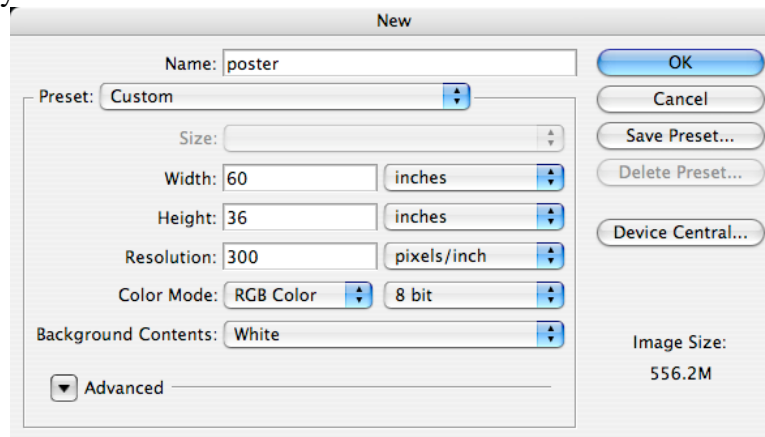 y
New
Name: poster
OK
Preset: Custom
Cancel
Size:
Save Preset...
Width: 60 inches
Delete Preset...
Height: 36 inches
Device Central...
Resolution: 300 pixels/inch
Color Mode: RGB Color 8 bit
Background Contents: White
Image Size:
556.2M
Advanced